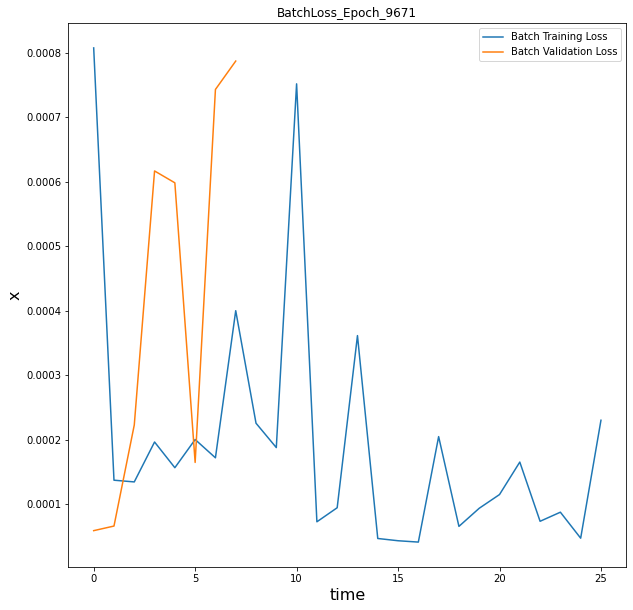 BatchLoss_Epoch_9671
Batch Training Loss
Batch Validation Loss
0.0008
0.0007
0.0006
0.0005
0.0004
0.0003
0.0002
0.0001
x
0
5
10
15
20
25
time